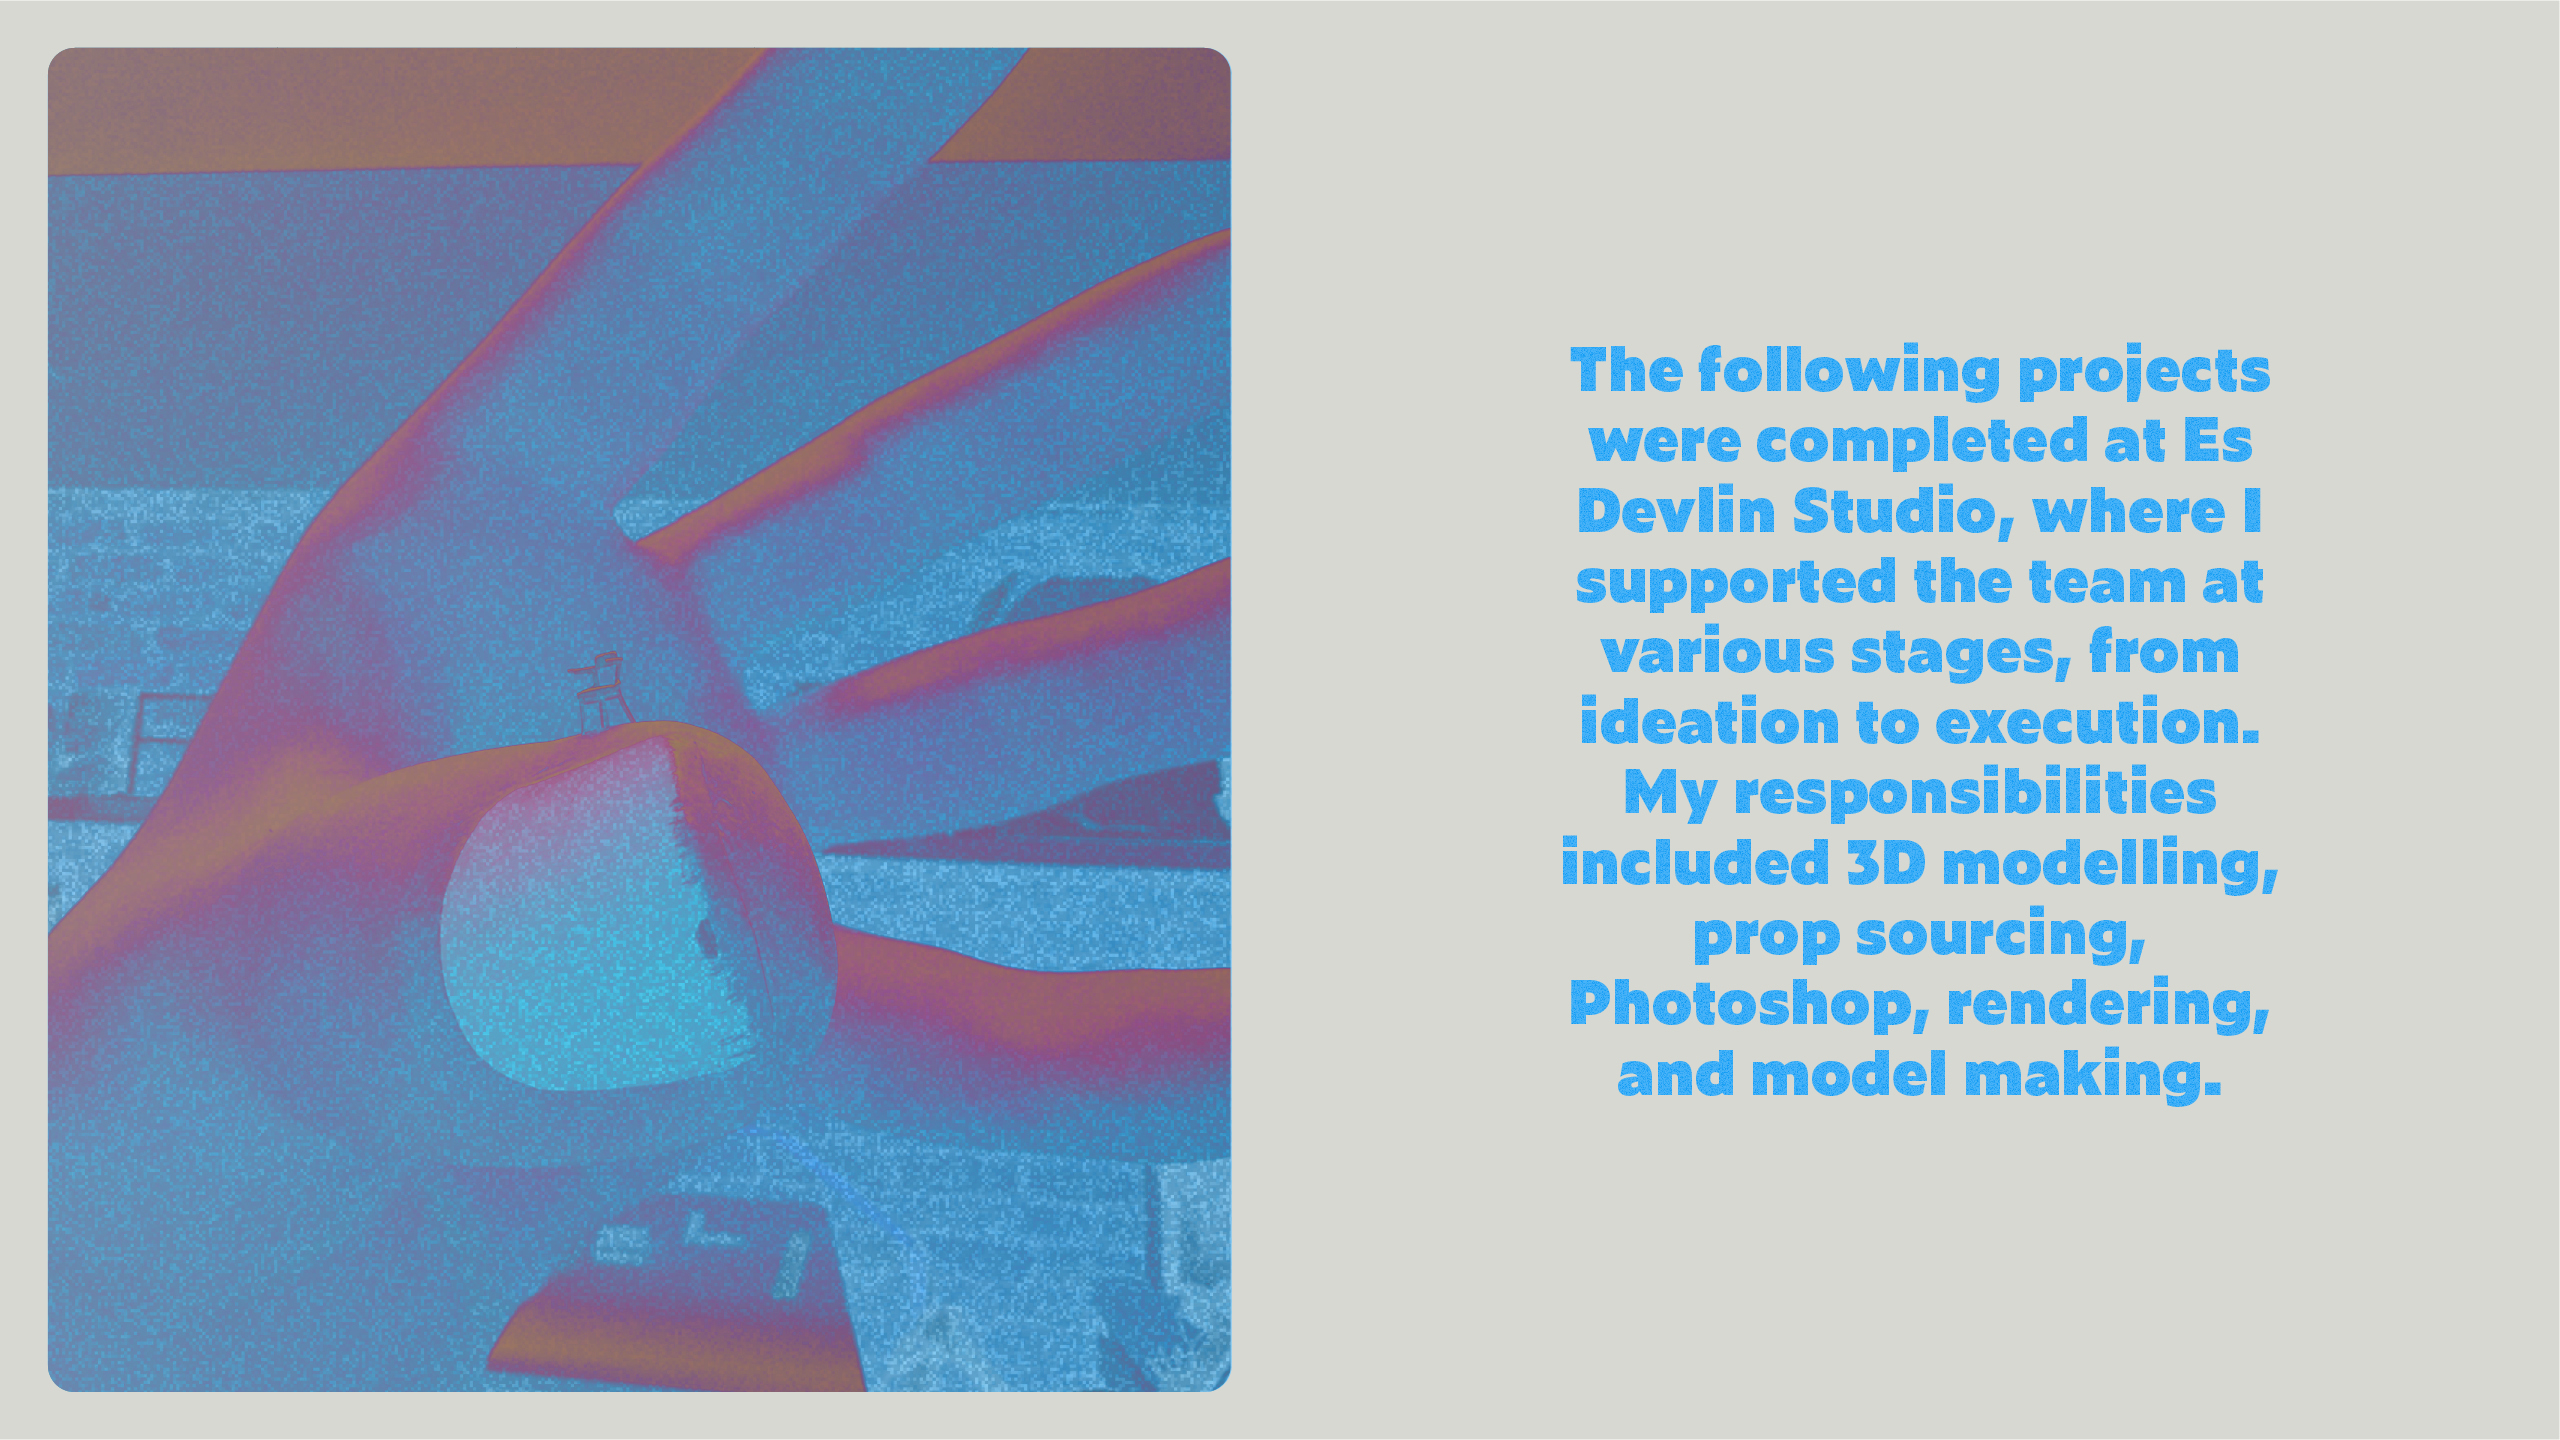 The following projects
were completed at Es
Devlin Studio, where I
supported the team at
various stages, from
ideation to execution.
My responsibilities
included 3D modelling,
prop sourcing,
Photoshop, rendering,
and model making.